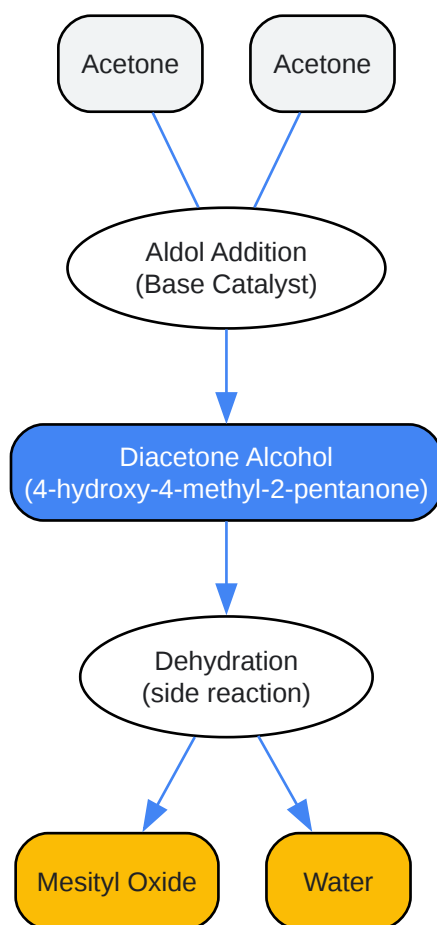 Acetone
Acetone
Aldol Addition
(Base Catalyst)
Diacetone Alcohol
(4-hydroxy-4-methyl-2-pentanone)
Dehydration
(side reaction)
Mesityl Oxide
Water